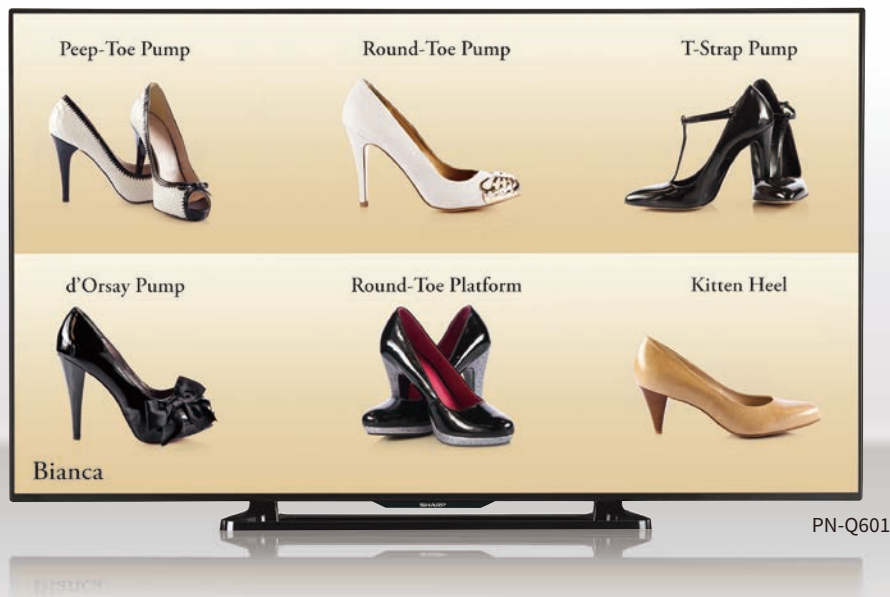 Peep-Toe Pump
Round-Toe Pump
T-Strap Pump
d’Orsay Pump
Round-Toe Platform
Kitten Heel
Bianca
SHARP
PN-Q601